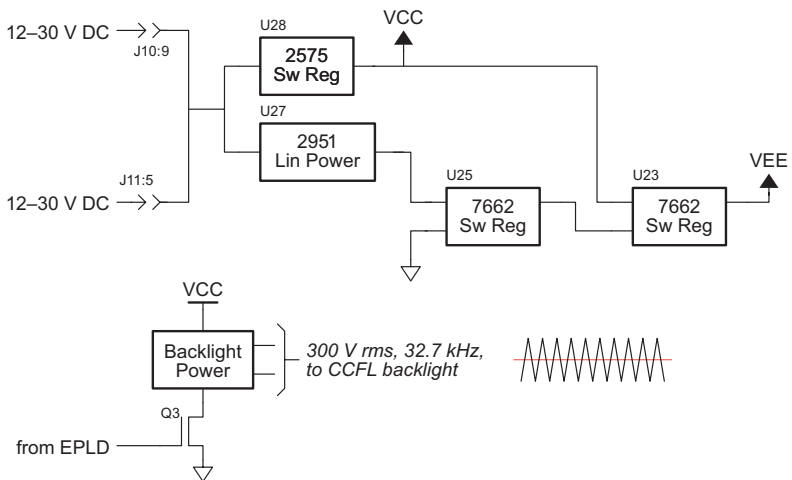 12–30 V DC
J10:9
U28
2575
Sw Reg
VCC
U27
2951
Lin Power
J11:5
12–30 V DC
U25
7662
Sw Reg
U23
7662
Sw Reg
VEE
VCC
Backlight
Power
300 V rms, 32.7 kHz,
to CCFL backlight
Q3
from EPLD